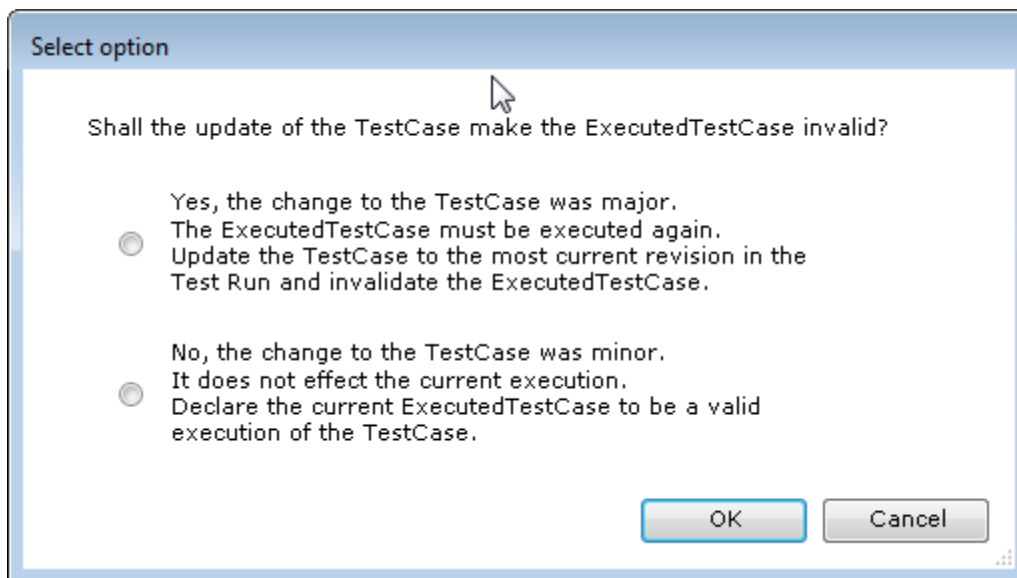 Select option
Shall the update of the TestCase make the ExecutedTestCase invalid?
Yes, the change to the TestCase was major.
The ExecutedTestCase must be executed again.
Update the TestCase to the most current revision in the
Test Run and invalidate the ExecutedTestCase.
No, the change to the TestCase was minor.
It does not effect the current execution.
Declare the current ExecutedTestCase to be a valid
execution of the TestCase.
OK
Cancel